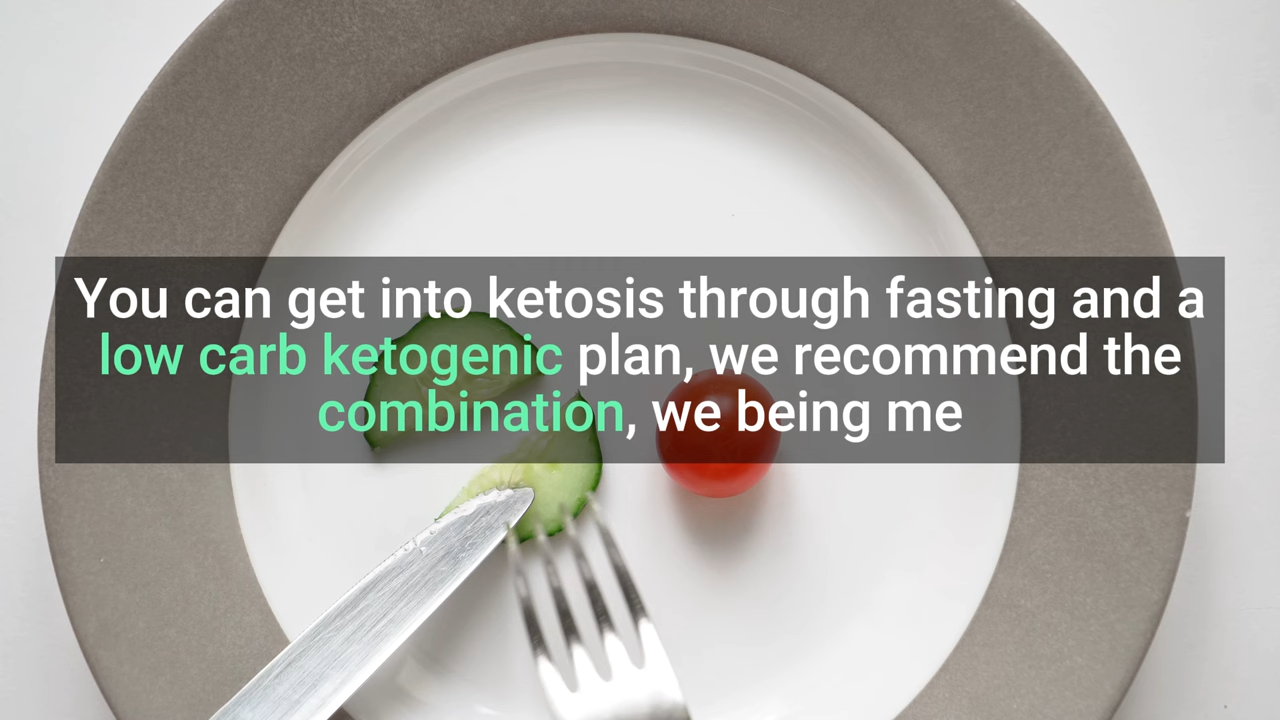 You can get into ketosis through fasting and a
low carb ketogenic plan, we recommend the
combination, we being me